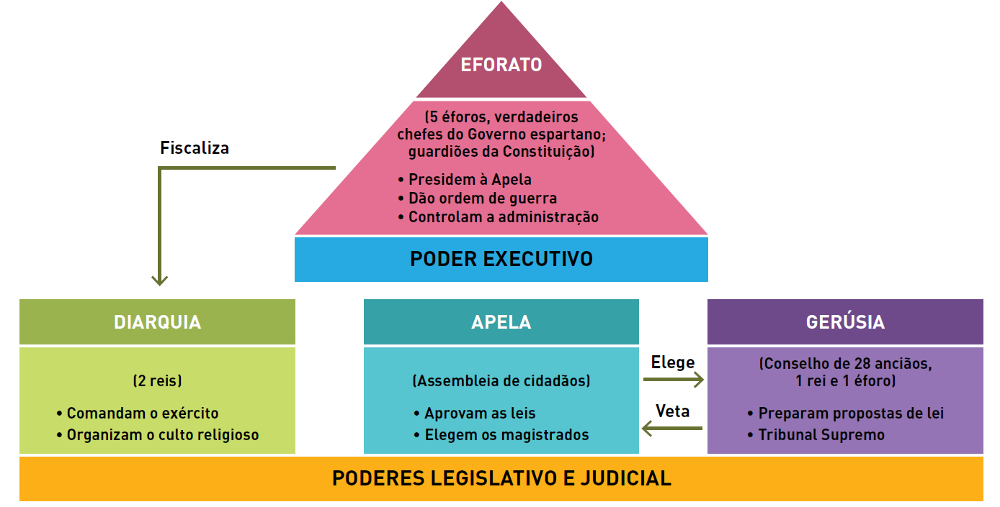 EFORATO
(5 éforos, verdadeiros
chefes do Governo espartano;
guardiões da Constituição)
• Presidem à Apela
• Dão ordem de guerra
• Controlam a administração
PODER EXECUTIVO
Fiscaliza
DIARQUIA
(2 reis)
• Comandam o exército
• Organizam o culto religioso
APELA
(Assembleia de cidadãos)
• Aprovam as leis
• Elegem os magistrados
Elege
Veta
GERÚSIA
(Conselho de 28 anciãos,
1 rei e 1 éforo)
• Preparam propostas de lei
• Tribunal Supremo
PODERES LEGISLATIVO E JUDICIAL